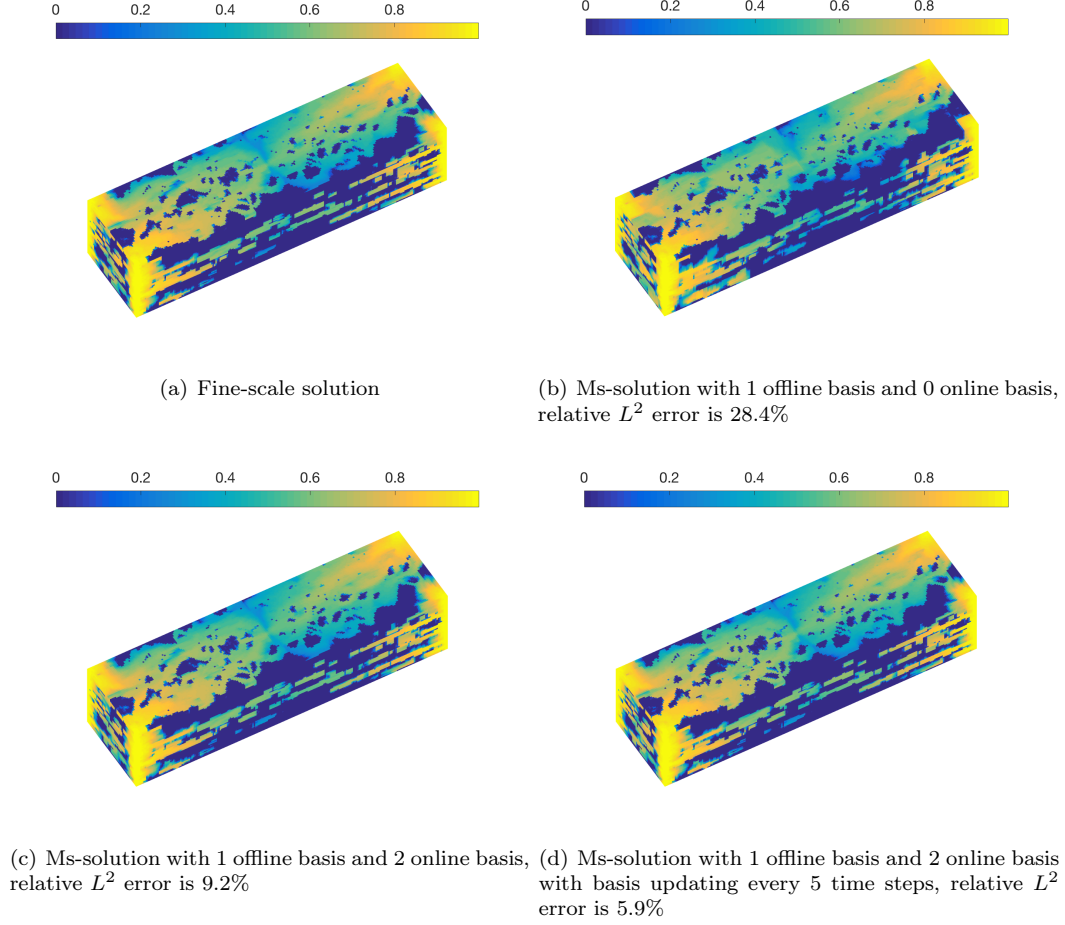 0 0.2 0.4 0.6 0.8
0 0.2 0.4 0.6 0.8
(a) Fine-scale solution
(b) Ms-solution with 1 offline basis and 0 online basis,
relative L² error is 28.4%
0 0.2 0.4 0.6 0.8
0 0.2 0.4 0.6 0.8
(c) Ms-solution with 1 offline basis and 2 online basis,
relative L² error is 9.2%
(d) Ms-solution with 1 offline basis and 2 online basis
with basis updating every 5 time steps, relative L²
error is 5.9%